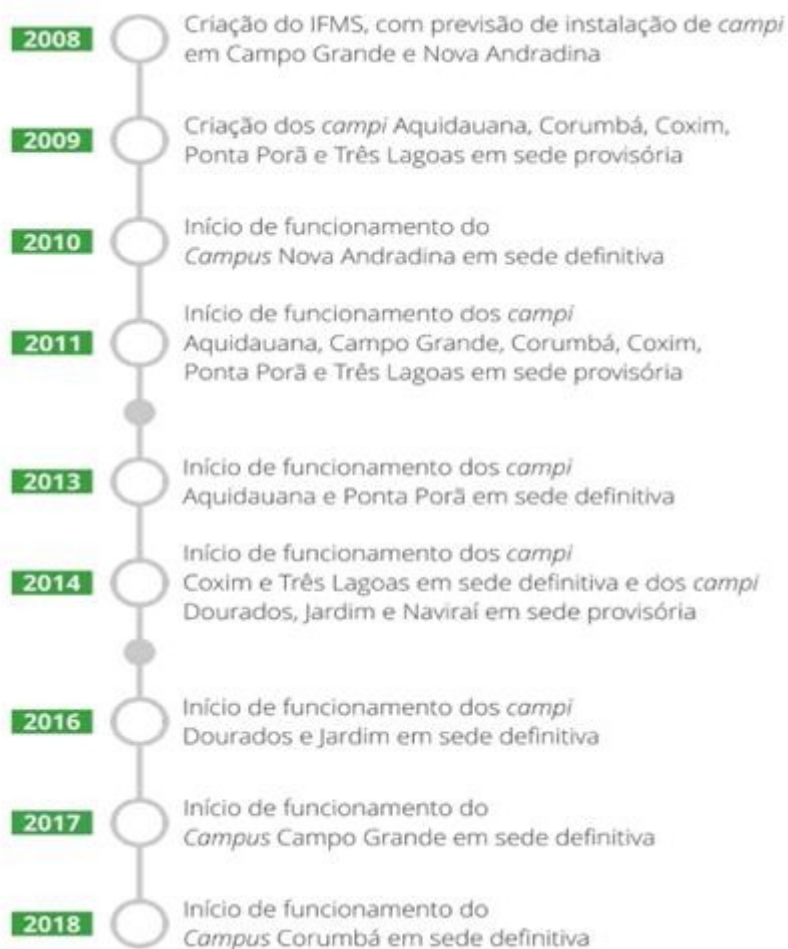 2008
Criação do IFMS, com previsão de instalação de campi
em Campo Grande e Nova Andradina
2009
Criação dos campi Aquidauana, Corumbá, Coxim,
Ponta Porã e Três Lagoas em sede provisória
2010
Início de funcionamento do
Campus Nova Andradina em sede definitiva
2011
Início de funcionamento dos campi
Aquidauana, Campo Grande, Corumbá, Coxim,
Ponta Porã e Três Lagoas em sede provisória
2013
Início de funcionamento dos campi
Aquidauana e Ponta Porã em sede definitiva
2014
Início de funcionamento dos campi
Coxim e Três Lagoas em sede definitiva e dos campi
Dourados, Jardim e Naviraí em sede provisória
2016
Início de funcionamento dos campi
Dourados e Jardim em sede definitiva
2017
Início de funcionamento do
Campus Campo Grande em sede definitiva
2018
Início de funcionamento do
Campus Corumbá em sede definitiva